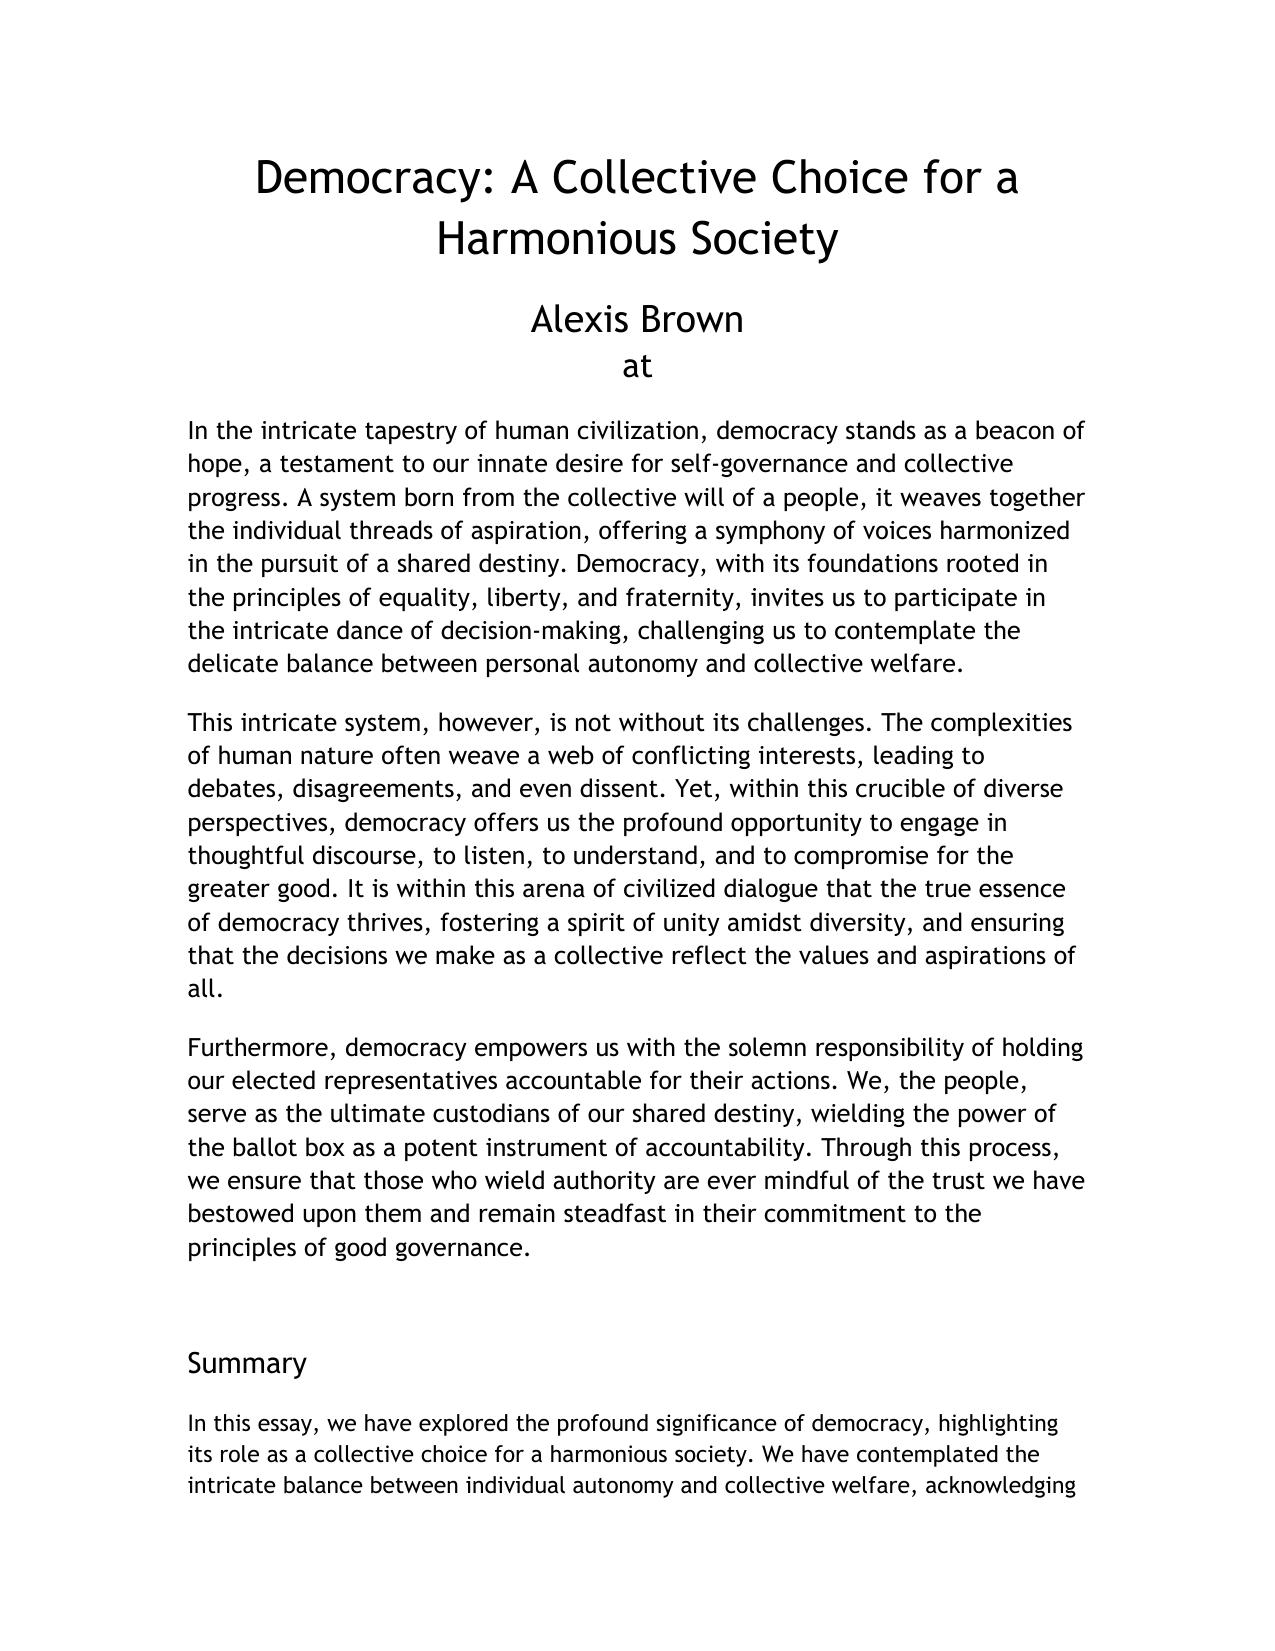 Democracy: A Collective Choice for a
Harmonious Society
Alexis Brown
at
In the intricate tapestry of human civilization, democracy stands as a beacon of
hope, a testament to our innate desire for self-governance and collective
progress. A system born from the collective will of a people, it weaves together
the individual threads of aspiration, offering a symphony of voices harmonized
in the pursuit of a shared destiny. Democracy, with its foundations rooted in
the principles of equality, liberty, and fraternity, invites us to participate in
the intricate dance of decision-making, challenging us to contemplate the
delicate balance between personal autonomy and collective welfare.
This intricate system, however, is not without its challenges. The complexities
of human nature often weave a web of conflicting interests, leading to
debates, disagreements, and even dissent. Yet, within this crucible of diverse
perspectives, democracy offers us the profound opportunity to engage in
thoughtful discourse, to listen, to understand, and to compromise for the
greater good. It is within this arena of civilized dialogue that the true essence
of democracy thrives, fostering a spirit of unity amidst diversity, and ensuring
that the decisions we make as a collective reflect the values and aspirations of
all.
Furthermore, democracy empowers us with the solemn responsibility of holding
our elected representatives accountable for their actions. We, the people,
serve as the ultimate custodians of our shared destiny, wielding the power of
the ballot box as a potent instrument of accountability. Through this process,
we ensure that those who wield authority are ever mindful of the trust we have
bestowed upon them and remain steadfast in their commitment to the
principles of good governance.
Summary
In this essay, we have explored the profound significance of democracy, highlighting
its role as a collective choice for a harmonious society. We have contemplated the
intricate balance between individual autonomy and collective welfare, acknowledging